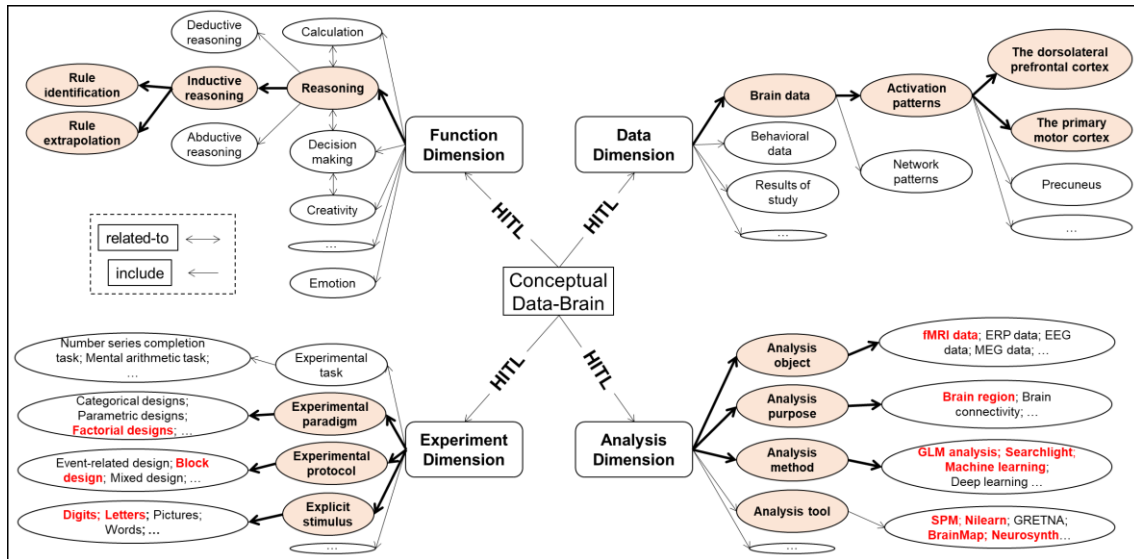 Deductive
reasoning
Calculation
Rule
identification
Inductive
reasoning
Reasoning
Rule
extrapolation
Abductive
reasoning
Decision
making
Creativity
...
Emotion
Function
Dimension
related-to
include
HITL
Data
Dimension
Brain data
Behavioral
data
Results of
study
...
Activation
patterns
Network
patterns
The dorsolateral
prefrontal cortex
The primary
motor cortex
Precuneus
...
HITL
Conceptual
Data-Brain
Number series completion
task; Mental arithmetic task;
...
Experimental
task
Categorical designs;
Parametric designs;
Factorial designs; ...
Experimental
paradigm
Event-related design; Block
design; Mixed design; ...
Experimental
protocol
Digits; Letters; Pictures;
Words; ...
Explicit
stimulus
...
Experiment
Dimension
HITL
Analysis
Dimension
HITL
Analysis
object
fMRI data; ERP data; EEG
data; MEG data; ...
Analysis
purpose
Brain region; Brain
connectivity; ...
Analysis
method
GLM analysis; Searchlight;
Machine learning;
Deep learning ...
Analysis tool
SPM; Nilearn; GRETNA;
BrainMap; Neurosynth...
...